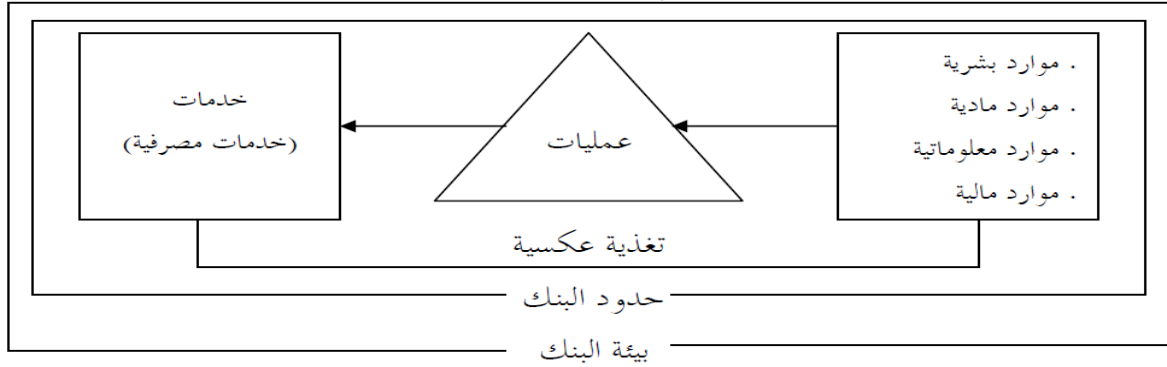 . موارد بشرية
. موارد مادية
. موارد معلوماتية
. موارد مالية
عمليات
خدمات
(خدمات مصرفية)
تغذية عكسية
حدود البنك
بيئة البنك